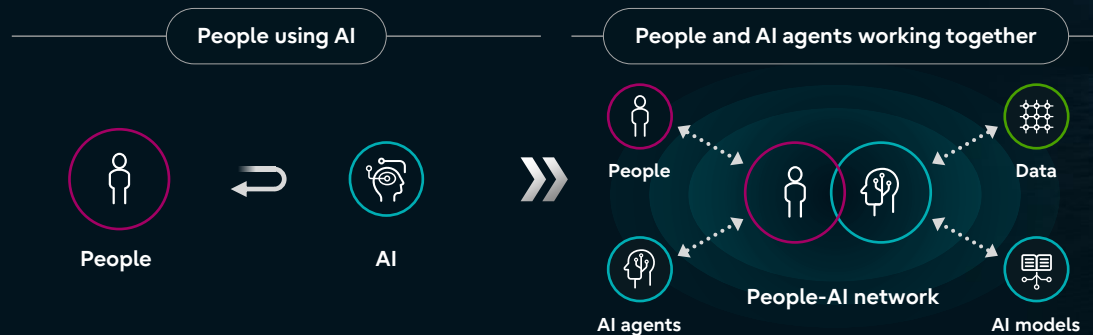 People using AI
People
AI
People and AI agents working together
People
Data
People-AI network
AI agents
AI models